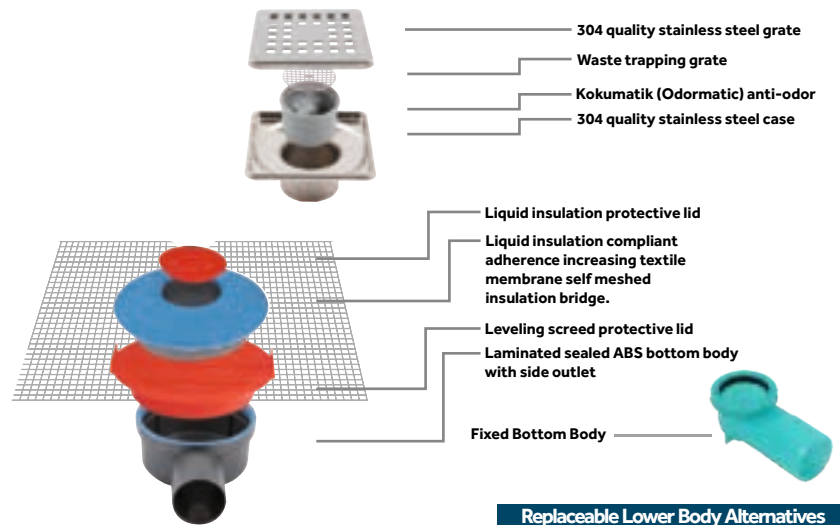 304 quality stainless steel grate
Waste trapping grate
Kokumatik (Odormatic) anti-odor
304 quality stainless steel case
Liquid insulation protective lid
Liquid insulation compliant
adherence increasing textile
membrane self meshed
insulation bridge.
Leveling screed protective lid
Laminated sealed ABS bottom body
with side outlet
Fixed Bottom Body
Replaceable Lower Body Alternatives